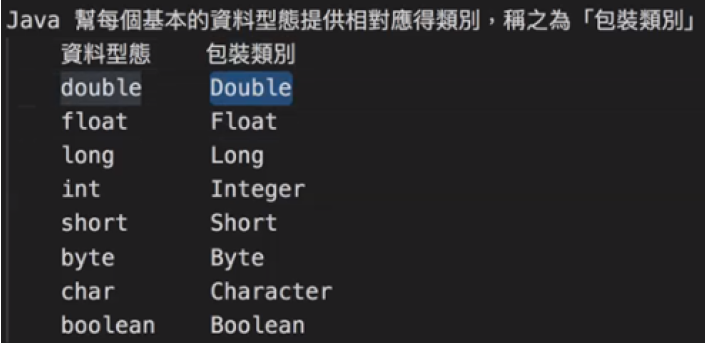 Java 幫每個基本的資料型態提供相對應得類別，稱之為「包裝類別」
資料型態 包裝類別
double Double
float Float
long Long
int Integer
short Short
byte Byte
char Character
boolean Boolean